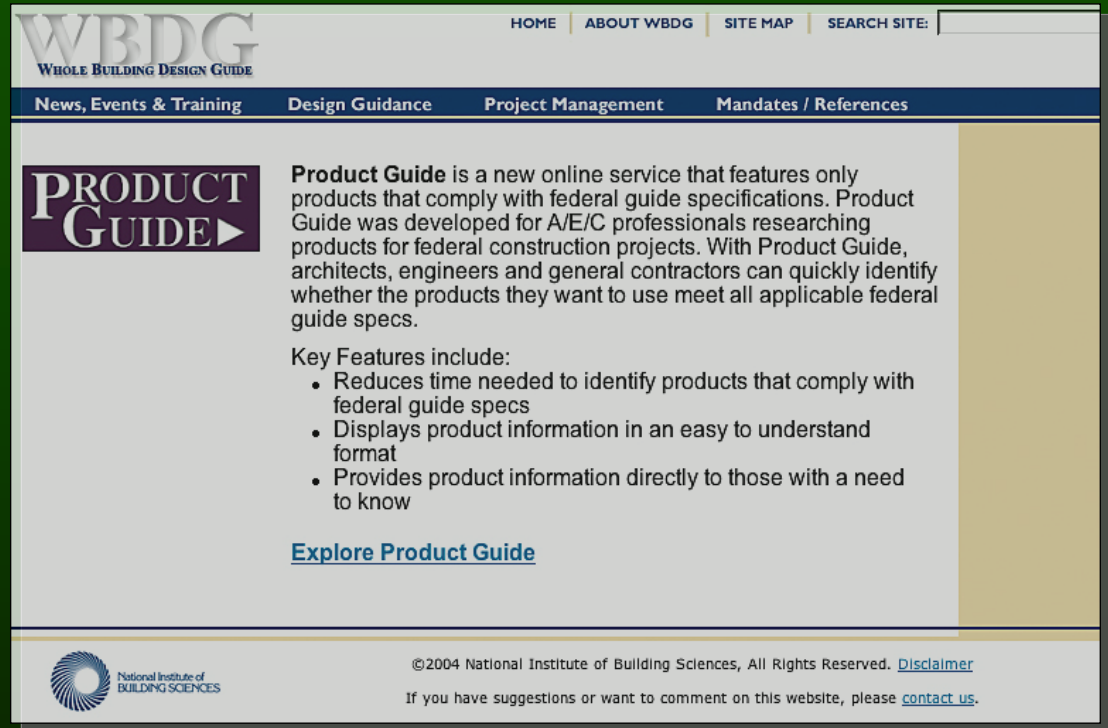 WBDG
WHOLE BUILDING DESIGN GUIDE
HOME ABOUT WBDG SITE MAP SEARCH SITE:
News, Events & Training Design Guidance Project Management Mandates / References
PRODUCT
GUIDE
Product Guide is a new online service that features only
products that comply with federal guide specifications. Product
Guide was developed for A/E/C professionals researching
products for federal construction projects. With Product Guide,
architects, engineers and general contractors can quickly identify
whether the products they want to use meet all applicable federal
guide specs.
Key Features include:
• Reduces time needed to identify products that comply with
federal guide specs
• Displays product information in an easy to understand
format
• Provides product information directly to those with a need
to know
Explore Product Guide
National Institute of
BUILDING SCIENCES
©2004 National Institute of Building Sciences, All Rights Reserved. Disclaimer
If you have suggestions or want to comment on this website, please contact us.